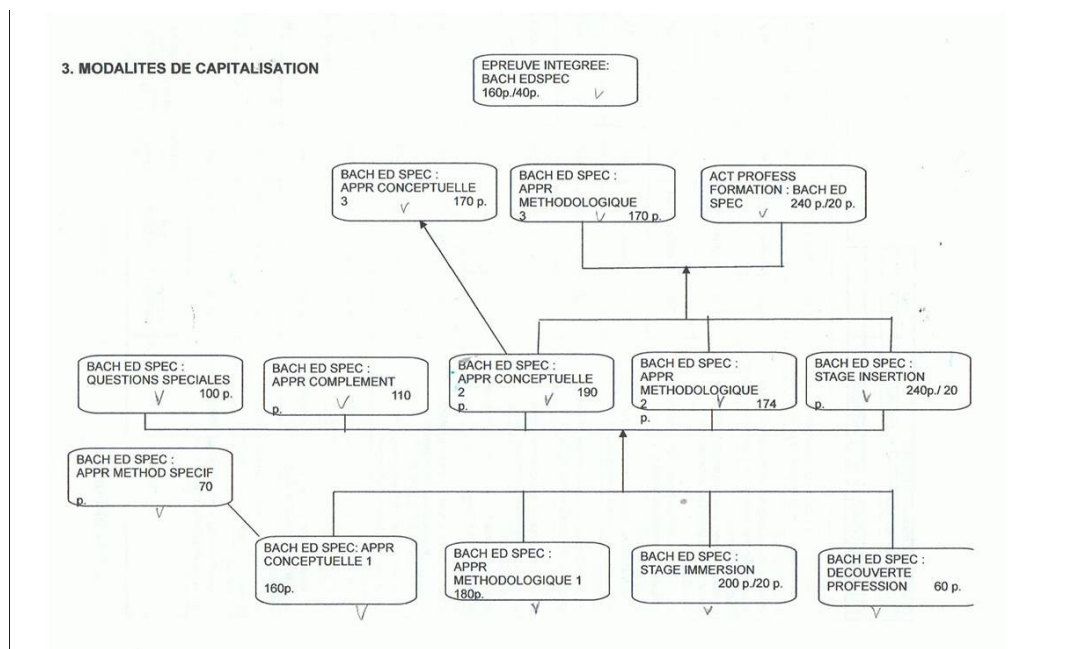 3. MODALITES DE CAPITALISATION
EPREUVE INTEGREE:
BACH EDSPEC
160p./40p.
BACH ED SPEC :
APPR CONCEPTUELLE
3 170 p.
BACH ED SPEC :
APPR
METHODOLOGIQUE
3 170 p.
ACT PROFESS
FORMATION : BACH ED
SPEC 240 p./20 p.
BACH ED SPEC :
QUESTIONS SPECIALES
100 p.
BACH ED SPEC :
APPR COMPLEMENT
110
p.
BACH ED SPEC :
APPR CONCEPTUELLE
2 190
p.
BACH ED SPEC :
APPR
METHODOLOGIQUE
2 174
p.
BACH ED SPEC :
STAGE INSERTION
240p./ 20
p.
BACH ED SPEC :
APPR METHOD SPECIF
70
p.
BACH ED SPEC: APPR
CONCEPTUELLE 1
160p.
BACH ED SPEC :
APPR
METHODOLOGIQUE 1
180p.
BACH ED SPEC :
STAGE IMMERSION
200 p./20 p.
BACH ED SPEC :
DECOUVERTE
PROFESSION 60 p.